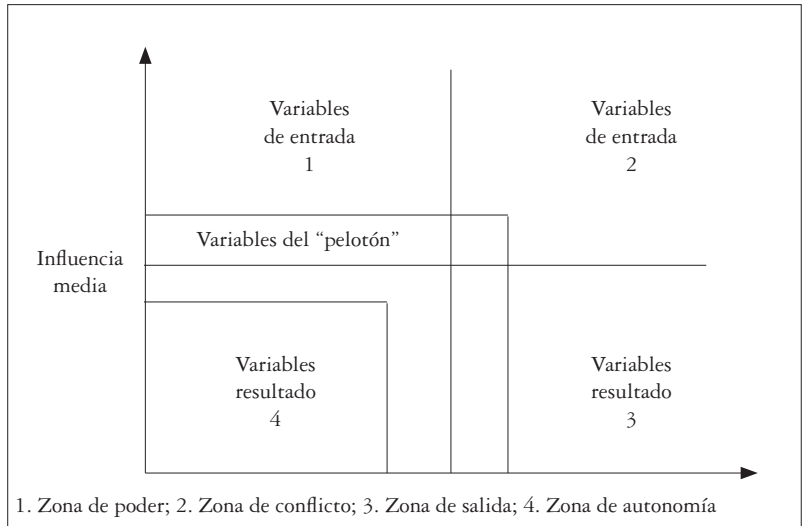 Variables
de entrada
1
Variables
de entrada
2
Variables del “pelotón”
Influencia
media
Variables
resultado
4
Variables
resultado
3
1. Zona de poder; 2. Zona de conflicto; 3. Zona de salida; 4. Zona de autonomía